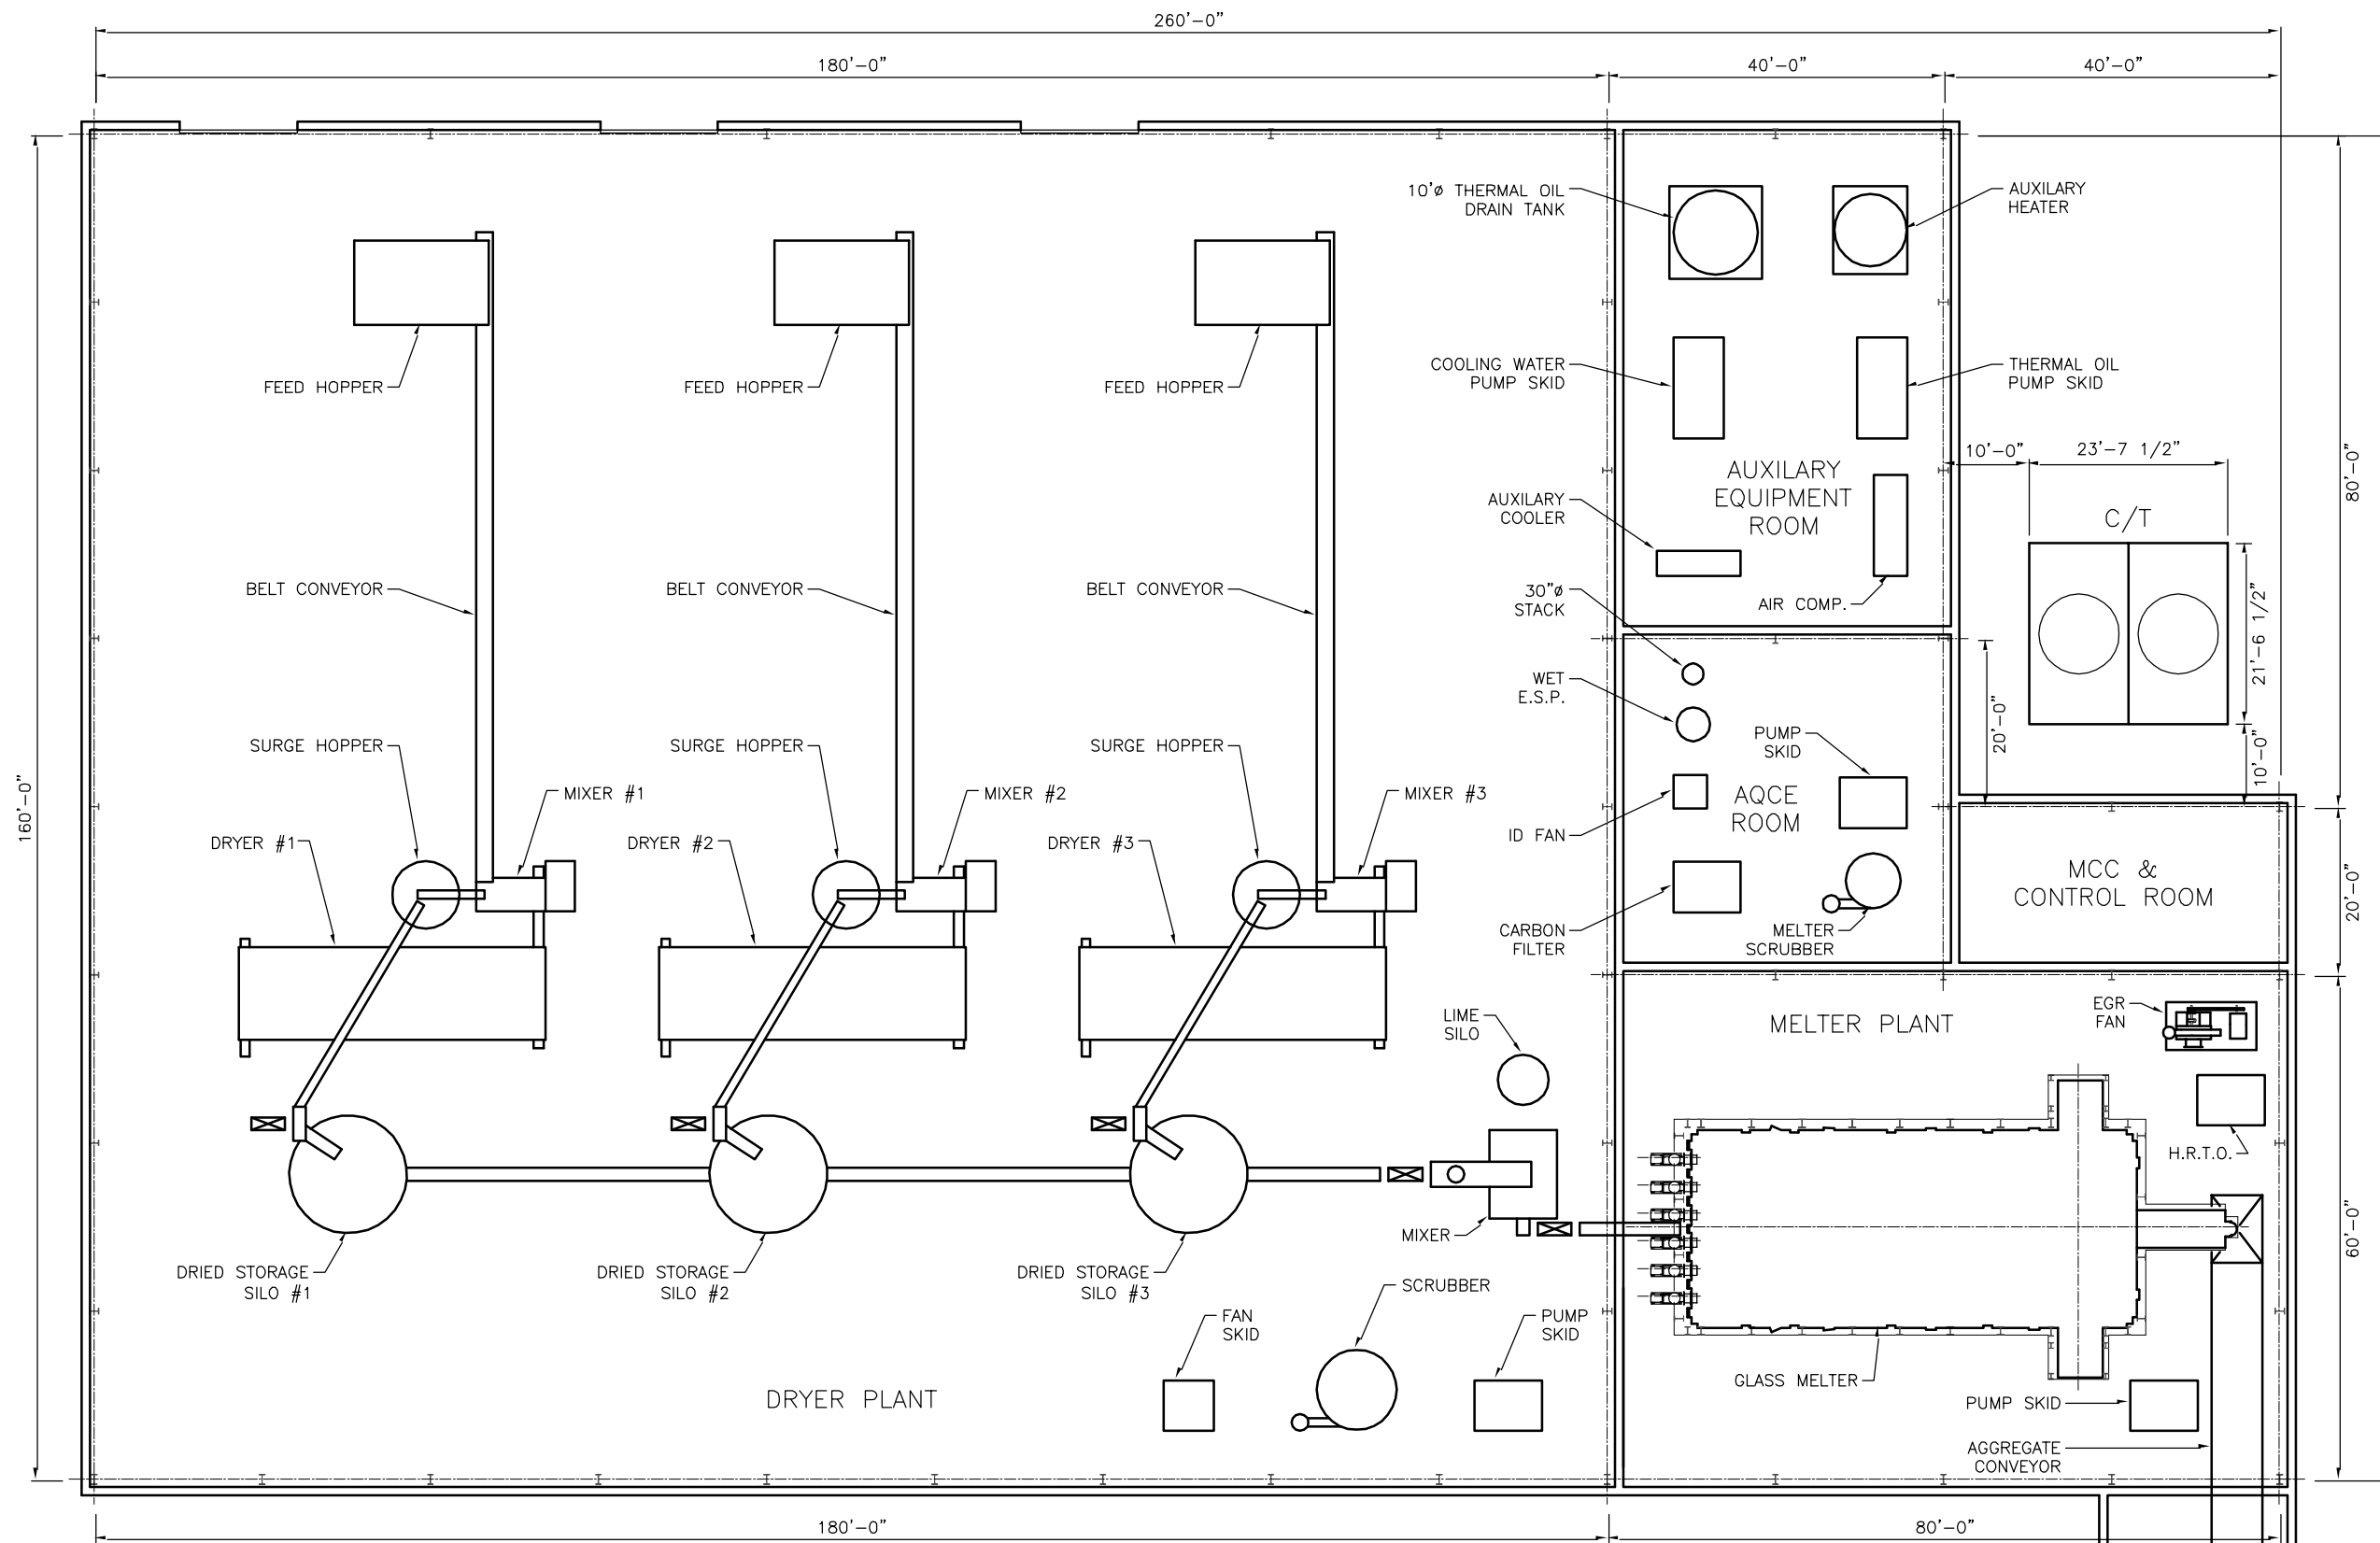 260'-0"
180'-0"
40'-0"
40'-0"
10'ø THERMAL OIL
DRAIN TANK
AUXILARY
HEATER
FEED HOPPER
FEED HOPPER
FEED HOPPER
COOLING WATER
PUMP SKID
THERMAL OIL
PUMP SKID
10'-0"
23'-7 1/2"
80'-0"
AUXILARY
EQUIPMENT
ROOM
AUXILARY
COOLER
C/T
BELT CONVEYOR
BELT CONVEYOR
BELT CONVEYOR
30"ø
STACK
AIR COMP.
21'-6 1/2"
WET
E.S.P.
20'-0"
10'-0"
PUMP
SKID
SURGE HOPPER
SURGE HOPPER
SURGE HOPPER
MIXER #1
MIXER #2
MIXER #3
160'-0"
AQCE
ROOM
DRYER #1
DRYER #2
DRYER #3
ID FAN
MCC &
CONTROL ROOM
20'-0"
CARBON
FILTER
MELTER
SCRUBBER
LIME
SILO
MELTER PLANT
EGR
FAN
H.R.T.O.
MIXER
60'-0"
DRIED STORAGE
SILO #1
DRIED STORAGE
SILO #2
DRIED STORAGE
SILO #3
SCRUBBER
FAN
SKID
PUMP
SKID
GLASS MELTER
DRYER PLANT
PUMP SKID
AGGREGATE
CONVEYOR
180'-0"
80'-0"